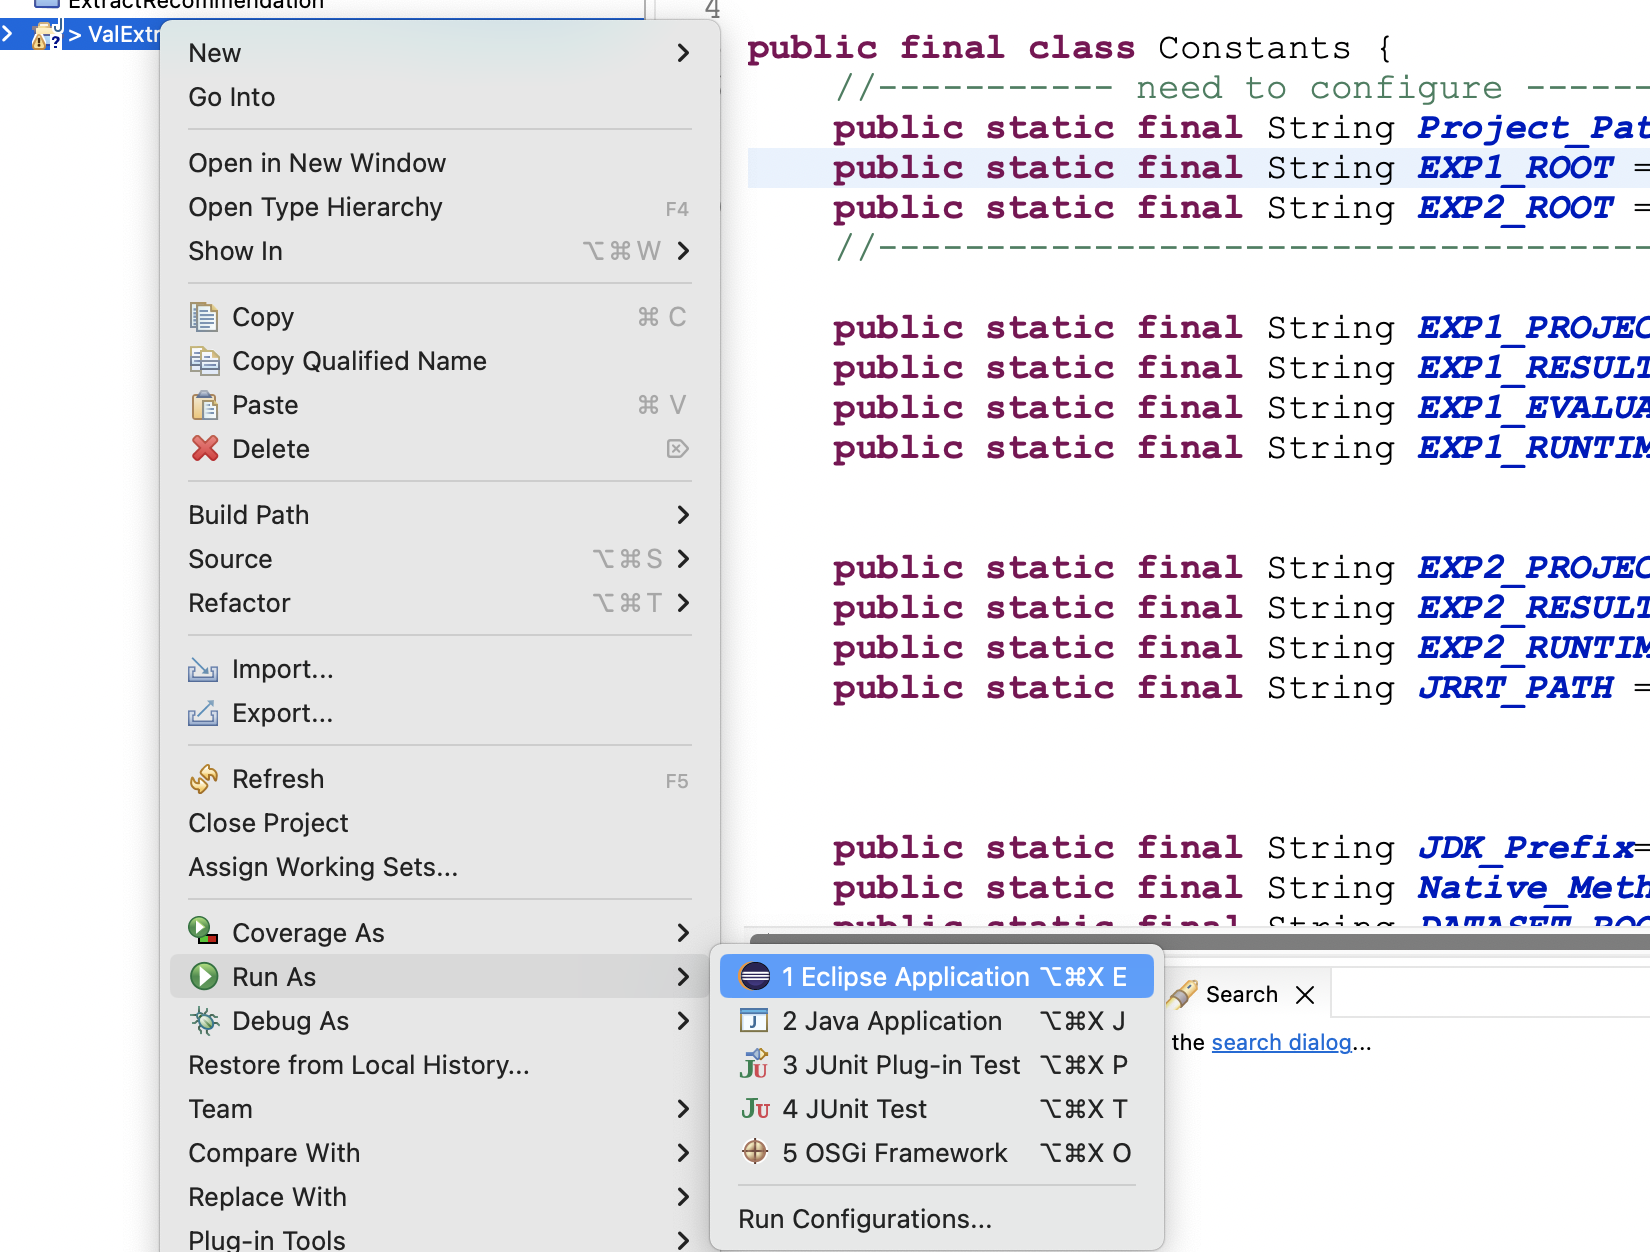 ExtractRecommendation
> ValExtr
New
Go Into
Open in New Window
Open Type Hierarchy F4
Show In ⌥⌘W
Copy ⌘ C
Copy Qualified Name
Paste ⌘ V
Delete ⌦
Build Path
Source ⌥⌘S
Refactor ⌥⌘T
Import...
Export...
Refresh F5
Close Project
Assign Working Sets...
Coverage As
Run As
Debug As
Restore from Local History...
Team
Compare With
Replace With
Plug-in Tools
1 Eclipse Application ⌥⌘X E
2 Java Application ⌥⌘X J
3 JUnit Plug-in Test ⌥⌘X P
4 JUnit Test ⌥⌘X T
5 OSGi Framework ⌥⌘X O
Run Configurations...
4
public final class Constants {
//----------- need to configure ------
public static final String Project_Pat
public static final String EXP1_ROOT =
public static final String EXP2_ROOT =
//------------------------------------
public static final String EXP1_PROJEC
public static final String EXP1_RESULT
public static final String EXP1_EVALUA
public static final String EXP1_RUNTIM
public static final String EXP2_PROJEC
public static final String EXP2_RESULT
public static final String EXP2_RUNTIM
public static final String JRRT_PATH =
public static final String JDK_Prefix=
public static final String Native_Meth
public static final String DATASET_ROO
Search
the search dialog...